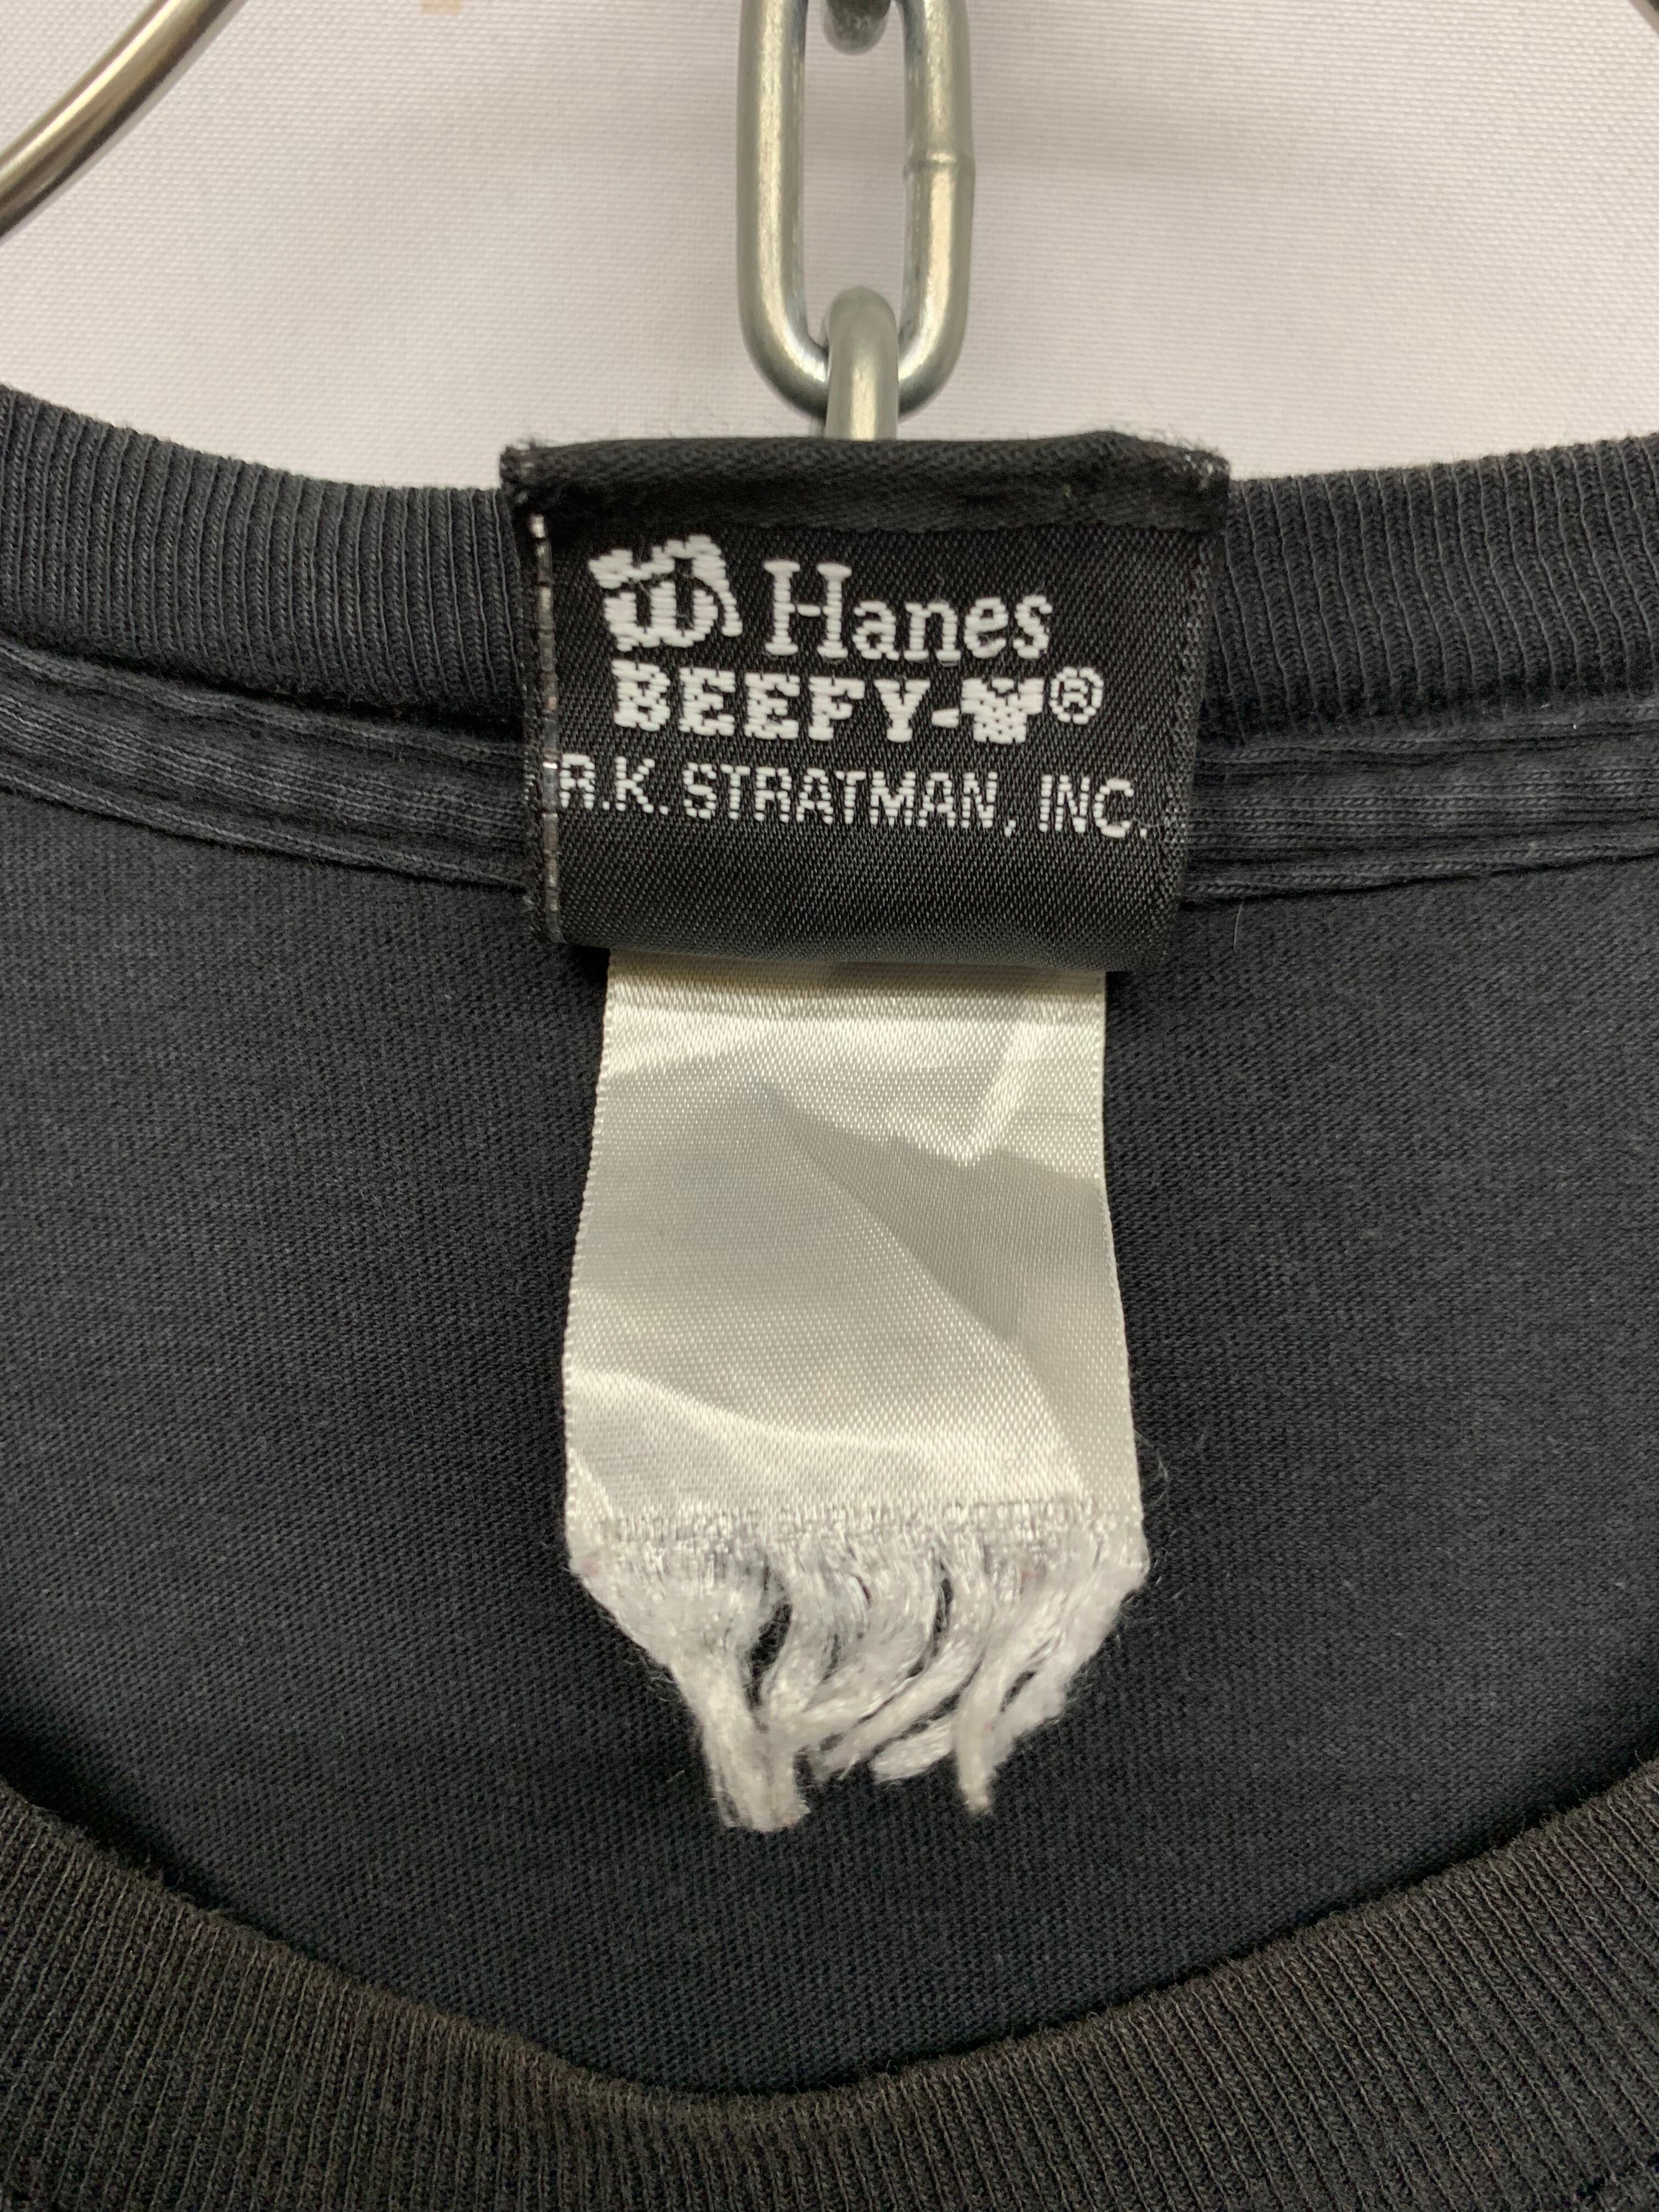 Hanes
BEEFY-T®
R.K. STRATMAN, INC.